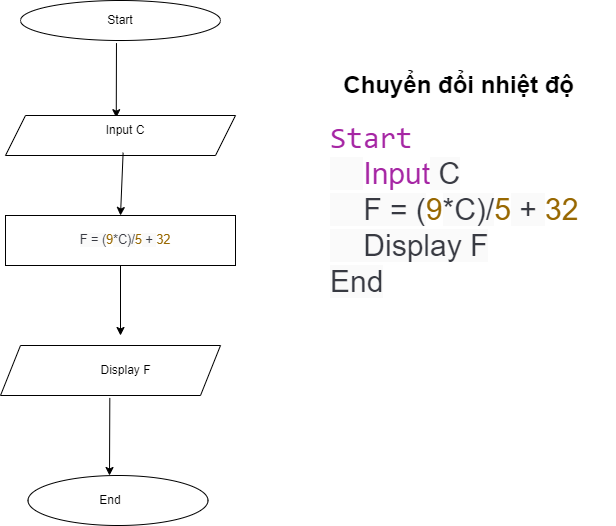 Start
Input C
F = (9*C)/5 + 32
Display F
End
Chuyển đổi nhiệt độ
Start
Input C
F = (9*C)/5 + 32
Display F
End